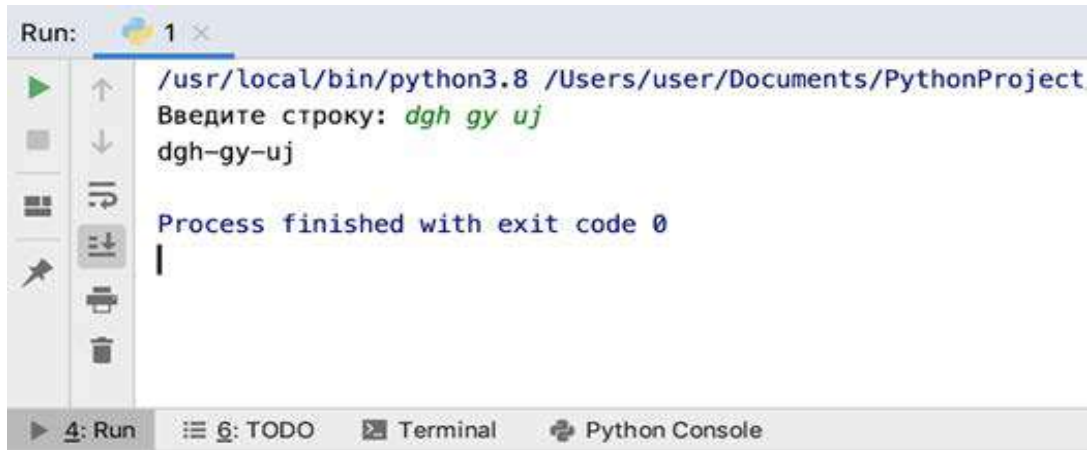 Run: 1
/usr/local/bin/python3.8 /Users/user/Documents/PythonProject
Введите строку: dgh gy uj
dgh-gy-uj
Process finished with exit code 0
4: Run 6: TODO Terminal Python Console